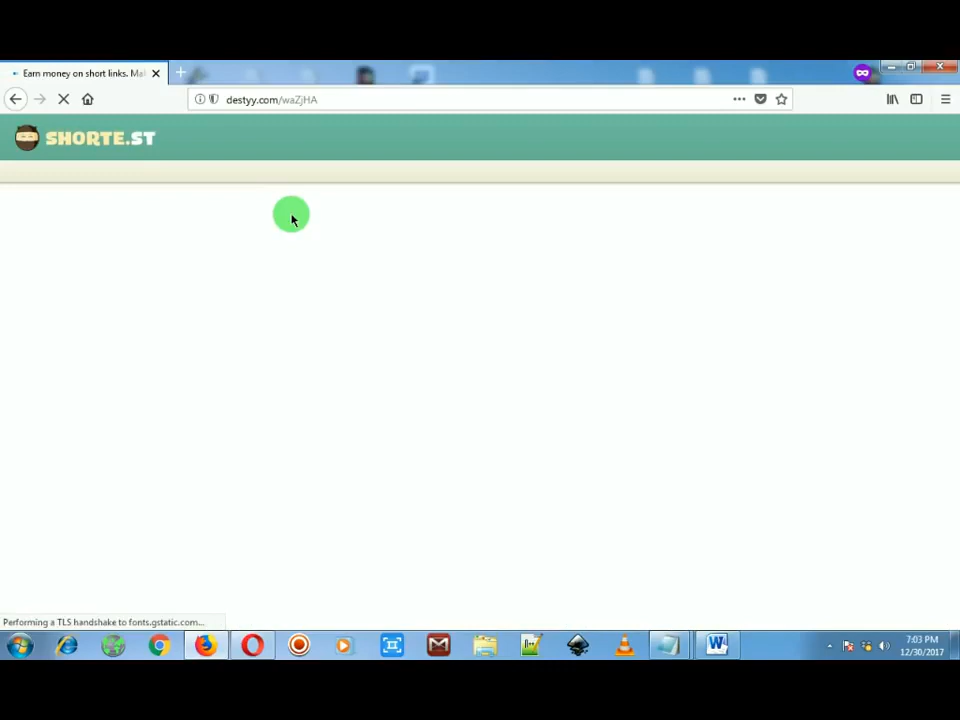 Earn money on short links. Mal
destyy.com/waZjHA
SHORTE.ST
Performing a TLS handshake to fonts.gstatic.com...
7:03 PM
12/30/2017